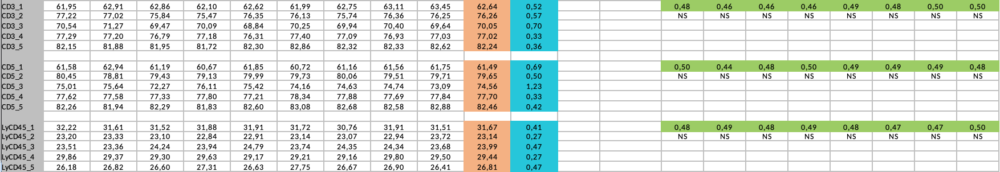 CD3_1 61,95 62,91 62,86 62,10 62,62 61,99 62,75 63,11 63,45 62,64 0,52 0,48 0,46 0,46 0,46 0,49 0,48 0,50 0,50
CD3_2 77,22 77,02 75,84 75,47 76,35 76,13 75,74 76,36 76,25 76,26 0,57 NS NS NS NS NS NS NS NS
CD3_3 70,54 71,27 69,47 70,09 68,84 70,25 69,94 70,40 69,64 70,05 0,70
CD3_4 77,29 77,20 76,79 77,18 76,31 77,40 77,09 76,93 77,03 77,02 0,33
CD3_5 82,15 81,88 81,95 81,72 82,30 82,86 82,32 82,33 82,62 82,24 0,36
CD5_1 61,58 62,94 61,19 60,67 61,85 60,72 61,16 61,56 61,75 61,49 0,69 0,50 0,44 0,48 0,50 0,49 0,49 0,49 0,48
CD5_2 80,45 78,81 79,43 79,13 79,99 79,73 80,06 79,51 79,71 79,65 0,50 NS NS NS NS NS NS NS NS
CD5_3 75,01 75,64 72,27 76,11 75,42 74,16 74,63 74,74 73,09 74,56 1,23
CD5_4 77,62 77,58 77,33 77,80 77,21 78,34 77,88 77,69 77,84 77,70 0,33
CD5_5 82,26 81,94 82,29 81,83 82,60 83,08 82,68 82,58 82,88 82,46 0,42
LyCD45_1 32,22 31,61 31,52 31,88 31,91 31,72 30,76 31,91 31,51 31,67 0,41 0,48 0,49 0,48 0,49 0,48 0,47 0,47 0,50
LyCD45_2 23,20 23,33 23,10 22,84 22,91 23,14 23,07 22,94 23,72 23,14 0,27 NS NS NS NS NS NS NS NS
LyCD45_3 23,51 23,36 24,24 23,94 24,79 23,74 24,35 24,34 23,68 23,99 0,47
LyCD45_4 29,86 29,37 29,30 29,63 29,17 29,21 29,16 29,80 29,50 29,44 0,27
LyCD45_5 26,18 26,82 26,60 27,31 26,63 27,75 26,67 26,90 26,41 26,81 0,47